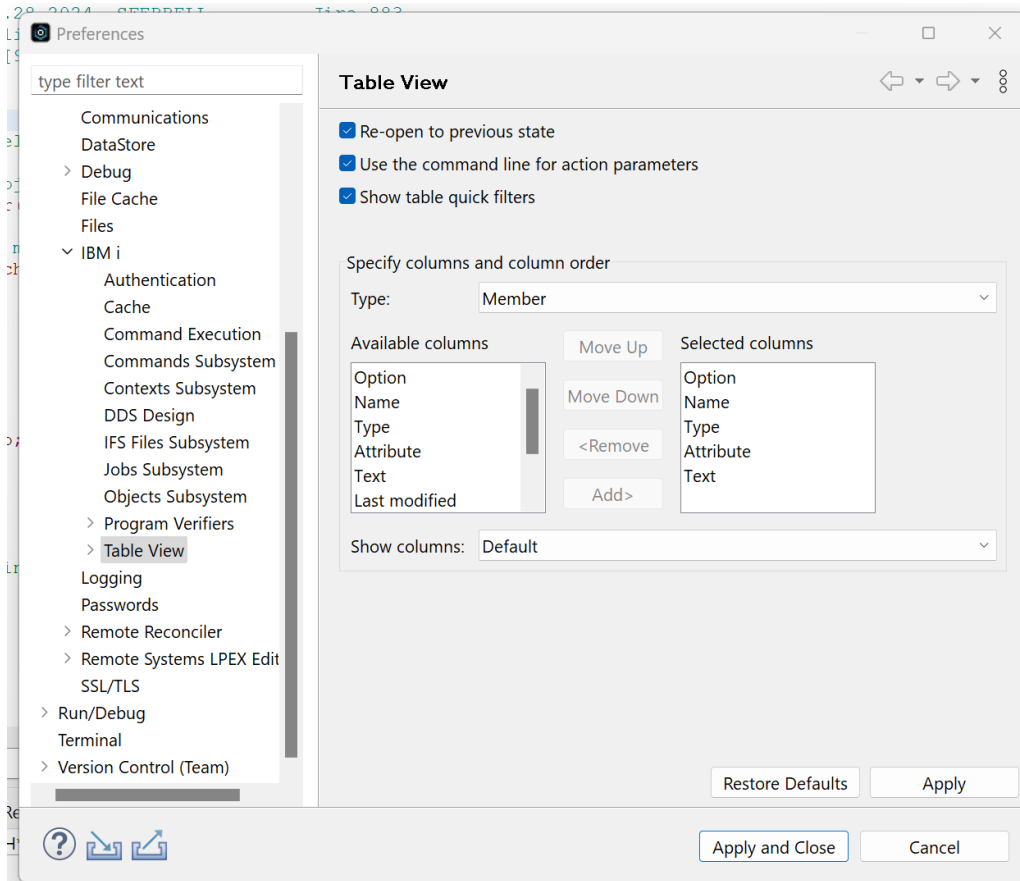 Preferences
type filter text
Communications
DataStore
Debug
File Cache
Files
IBM i
Authentication
Cache
Command Execution
Commands Subsystem
Contexts Subsystem
DDS Design
IFS Files Subsystem
Jobs Subsystem
Objects Subsystem
Program Verifiers
Table View
Logging
Passwords
Remote Reconciler
Remote Systems LPEX Edit
SSL/TLS
Run/Debug
Terminal
Version Control (Team)
Table View
Re-open to previous state
Use the command line for action parameters
Show table quick filters
Specify columns and column order
Type: Member
Available columns
Option
Name
Type
Attribute
Text
Last modified
Move Up
Move Down
<Remove
Add>
Selected columns
Option
Name
Type
Attribute
Text
Show columns: Default
Restore Defaults Apply
? Apply and Close Cancel